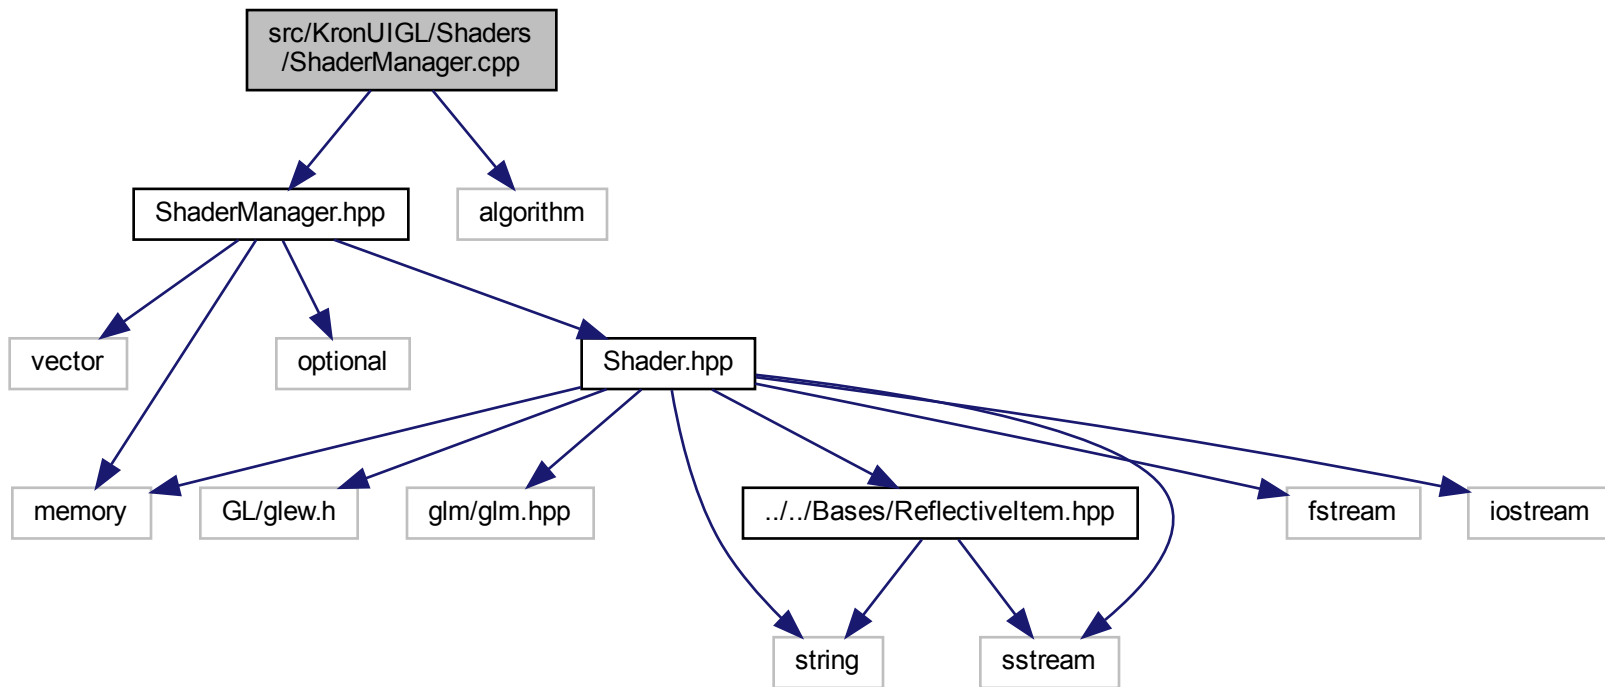 src/KronUIGL/Shaders
/ShaderManager.cpp
ShaderManager.hpp
algorithm
vector
optional
Shader.hpp
memory
GL/glew.h
glm/glm.hpp
../../Bases/ReflectiveItem.hpp
fstream
iostream
string
sstream